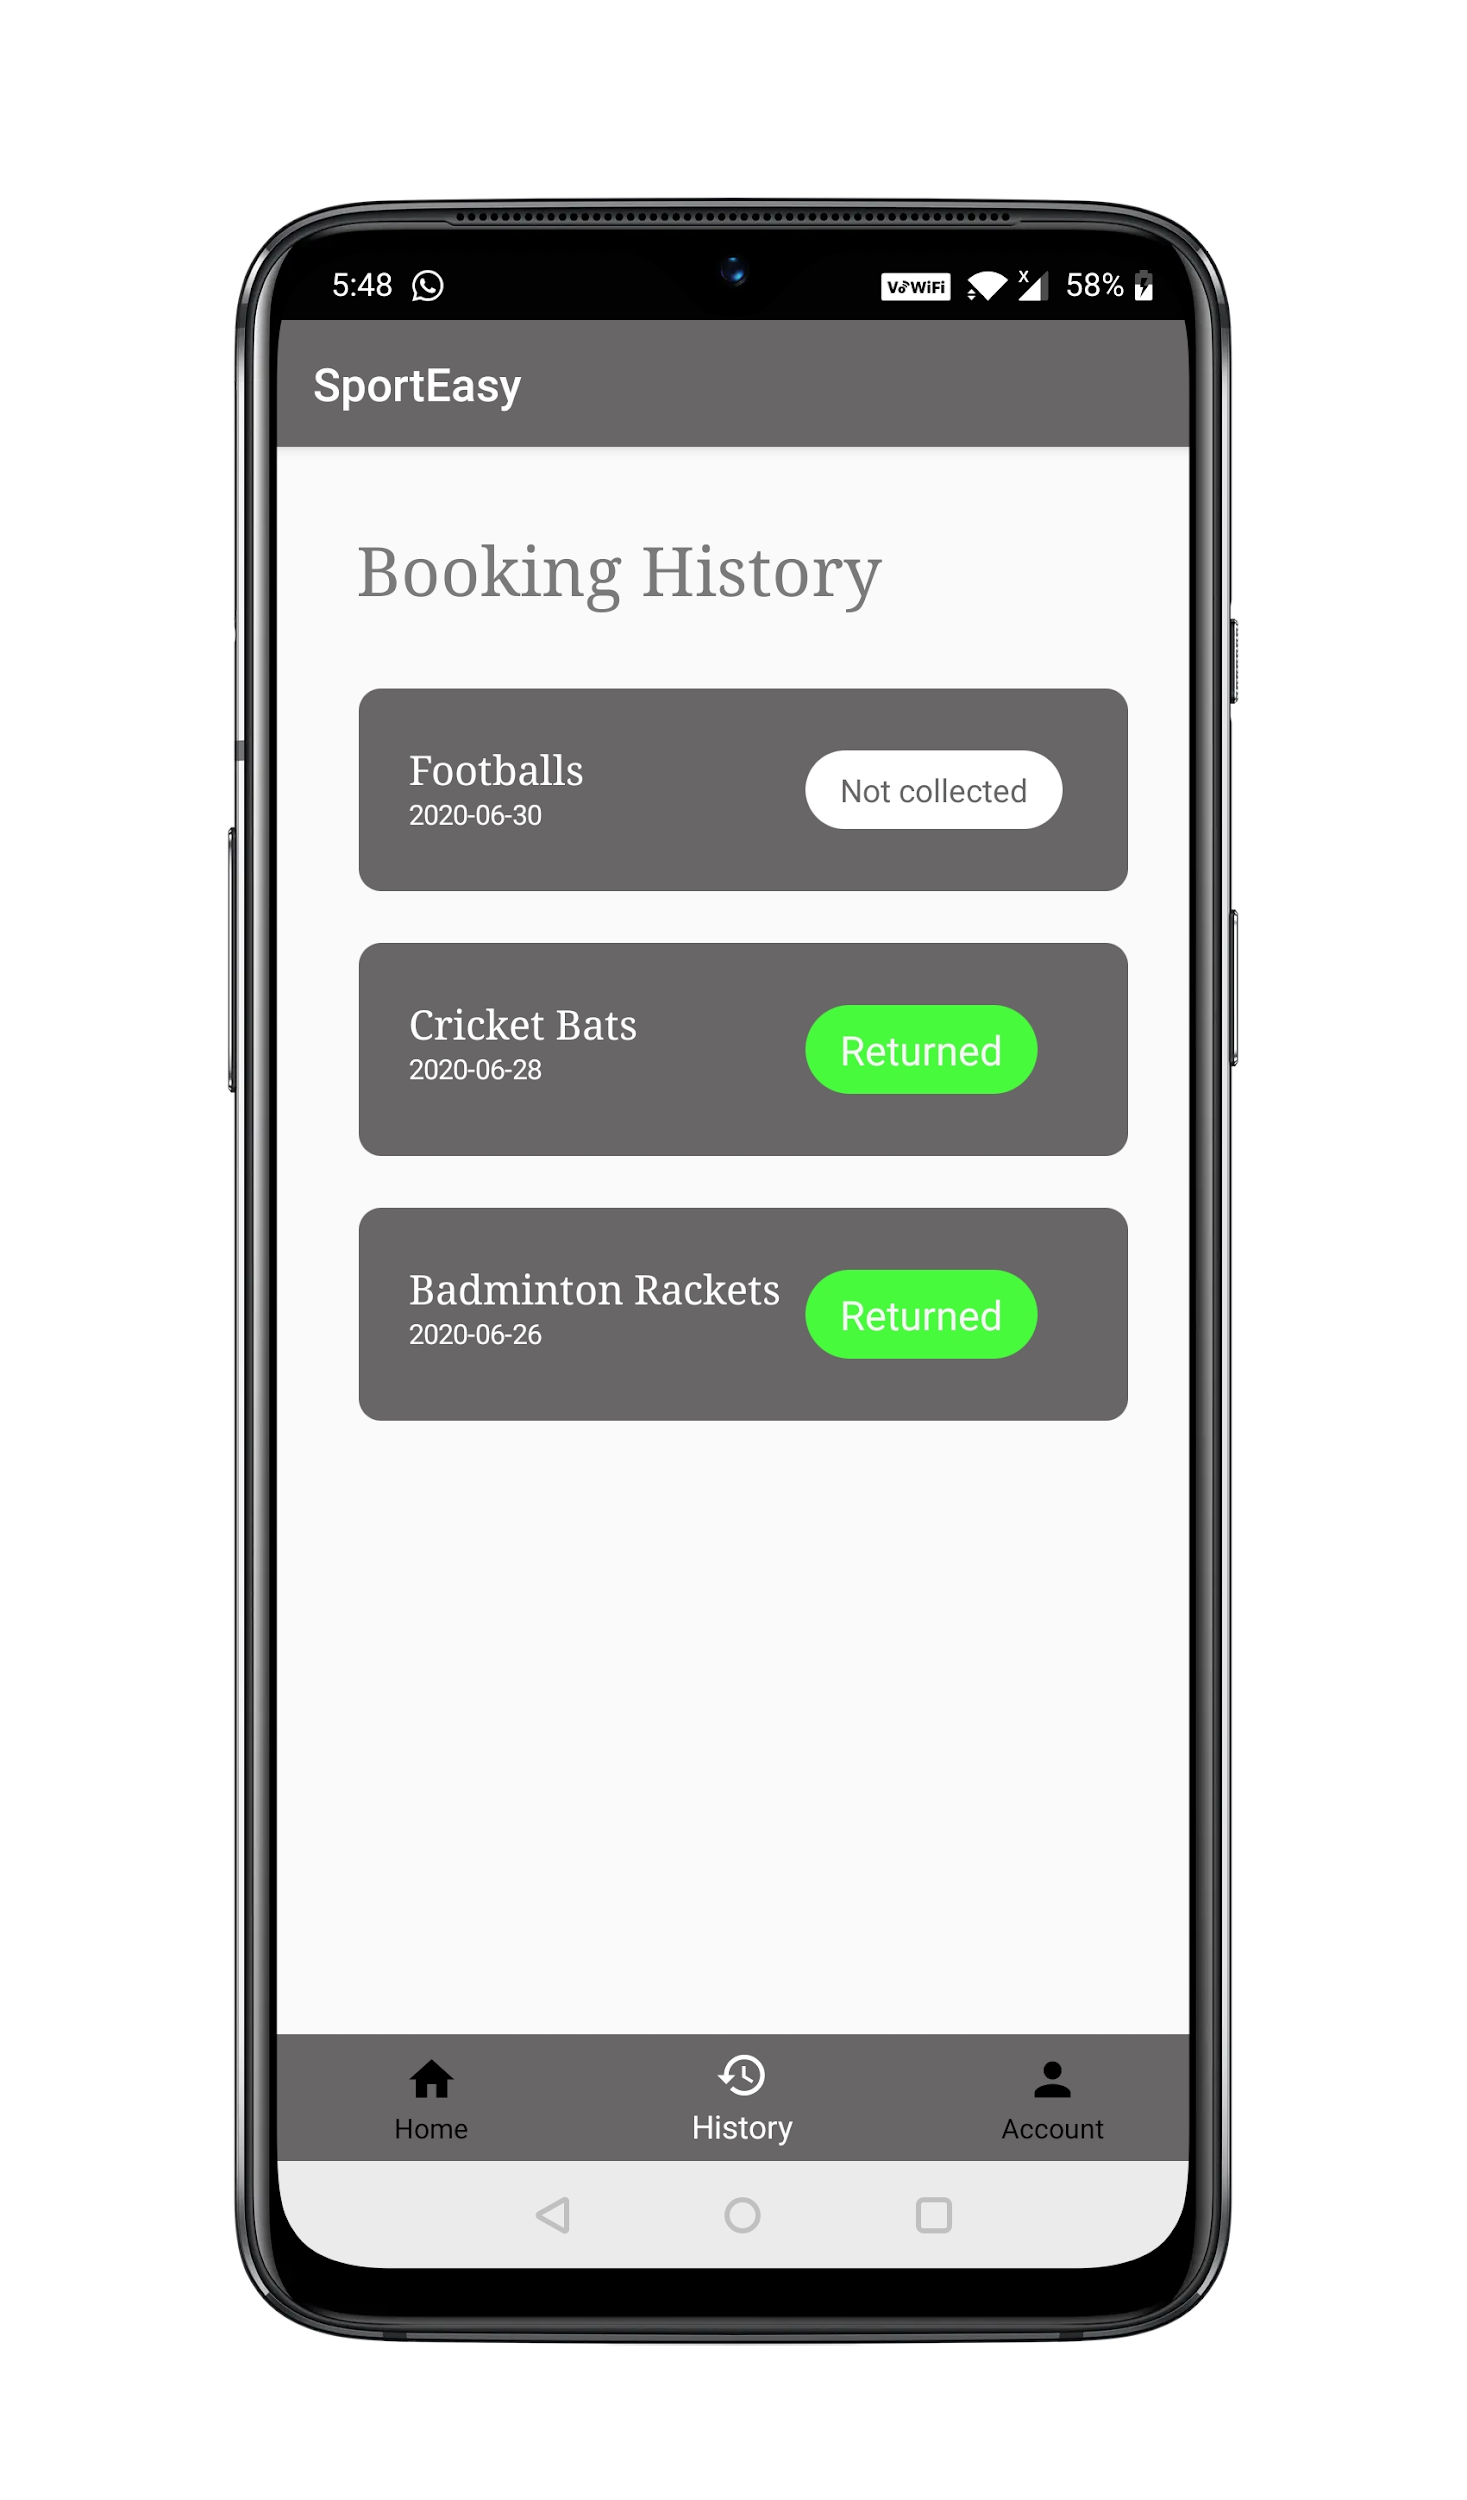 5:48 VoWiFi X 58%
SportEasy
Booking History
Footballs
2020-06-30
Not collected
Cricket Bats
2020-06-28
Returned
Badminton Rackets
2020-06-26
Returned
Home History Account